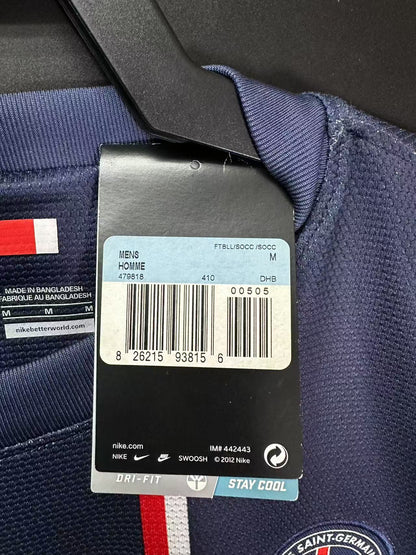 FTBLL/SOCC /SOCC
MENS M
HOMME
479818 410 DHB
00505
8 26215 93815 6
nike.com IM# 442443
NIKE SWOOSH © 2012 Nike
DRI-FIT STAY COOL
MADE IN BANGLADESH
FABRIQUE AU BANGLADESH
M M M
nikebetterworld.com
SAINT-GERMAIN